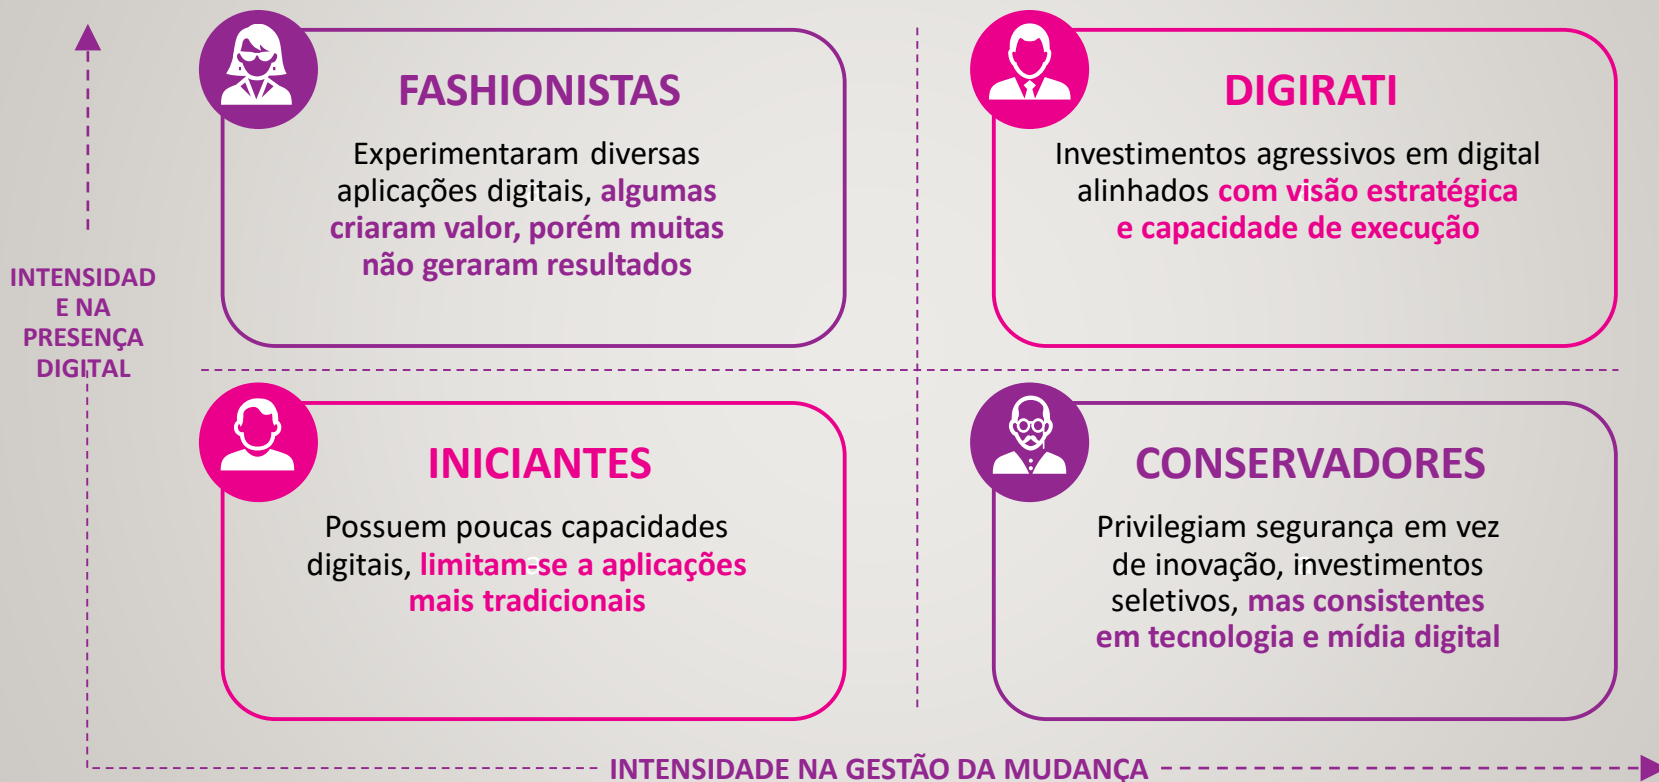 FASHIONISTAS
Experimentaram diversas
aplicações digitais, algumas
criaram valor, porém muitas
não geraram resultados
DIGIRATI
Investimentos agressivos em digital
alinhados com visão estratégica
e capacidade de execução
INTENSIDAD
E NA
PRESENÇA
DIGITAL
INICIANTES
Possuem poucas capacidades
digitais, limitam-se a aplicações
mais tradicionais
CONSERVADORES
Privilegiam segurança em vez
de inovação, investimentos
seletivos, mas consistentes
em tecnologia e mídia digital
INTENSIDADE NA GESTÃO DA MUDANÇA